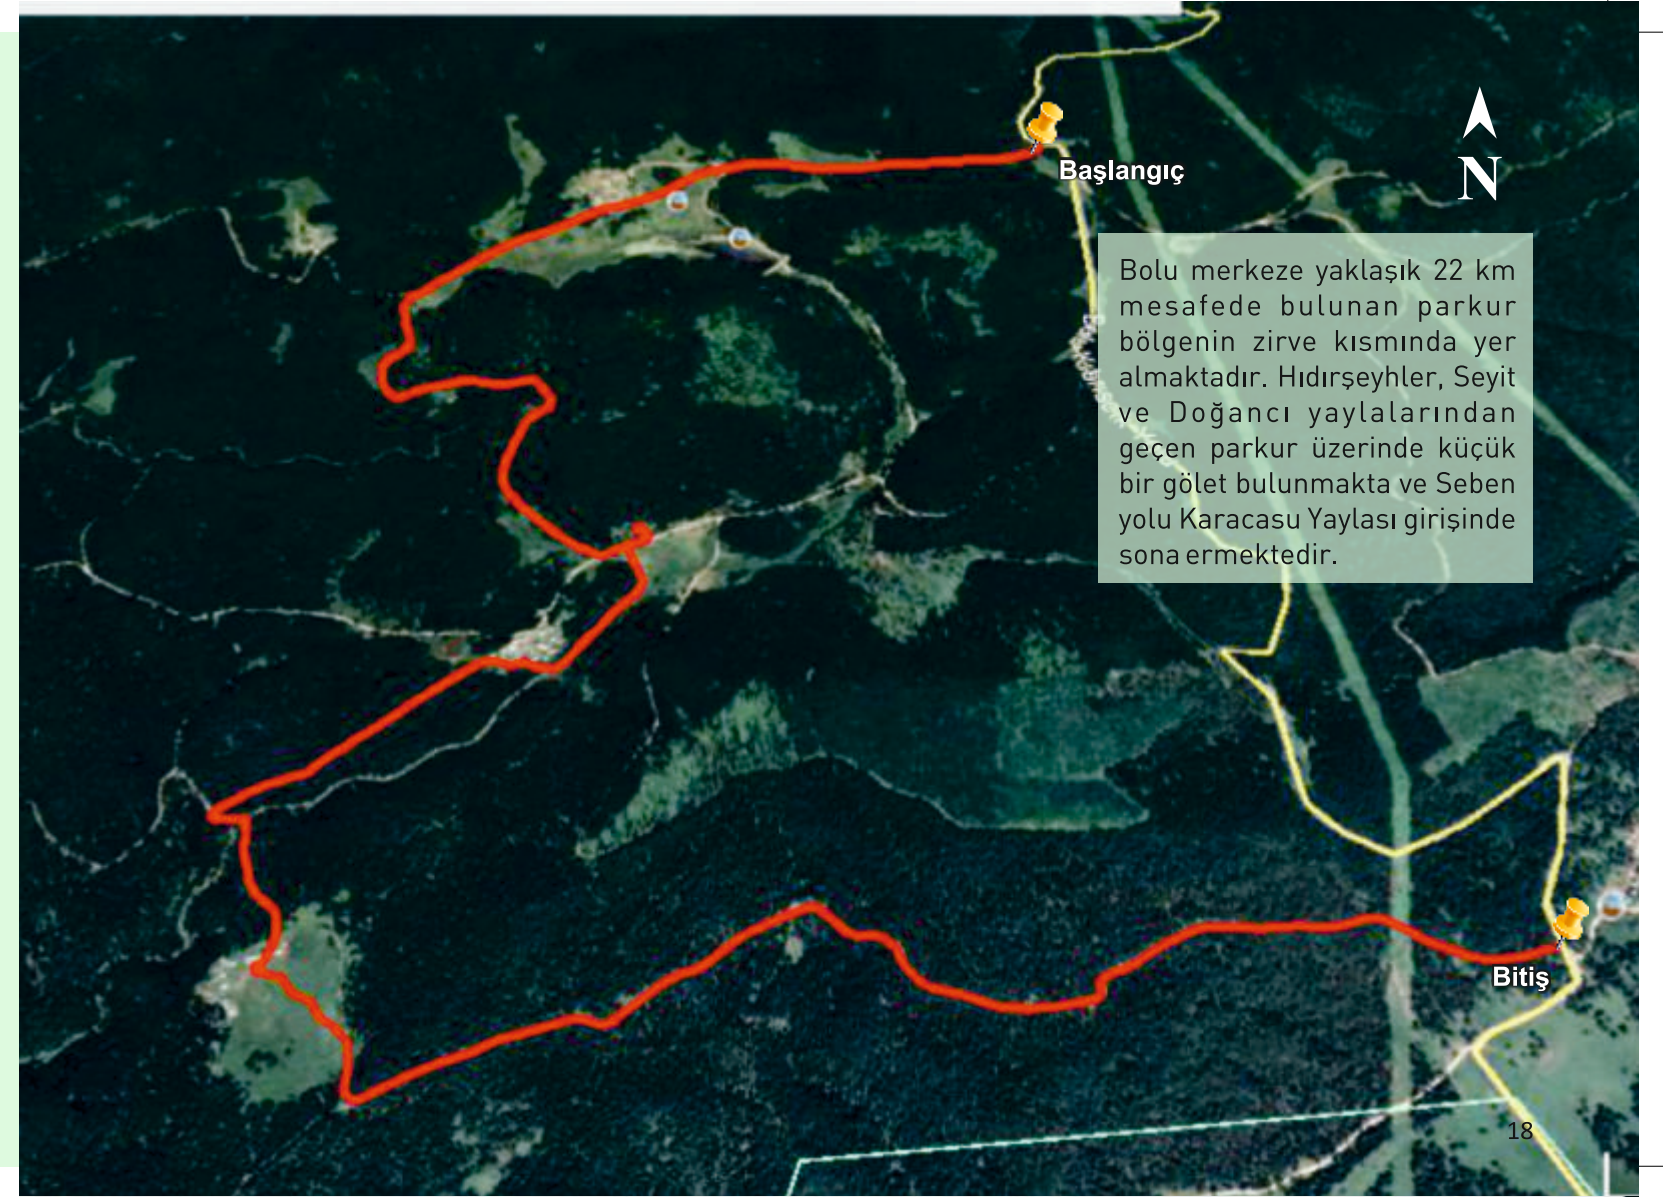 Başlangıç
N
Bolu merkeze yaklaşık 22 km
mesafede bulunan parkur
bölgenin zirve kısmında yer
almaktadır. Hıdırşeyhler, Seyit
ve Doğancı yaylalarından
geçen parkur üzerinde küçük
bir gölet bulunmakta ve Seben
yolu Karacasu Yaylası girişinde
sona ermektedir.
Bitiş
18